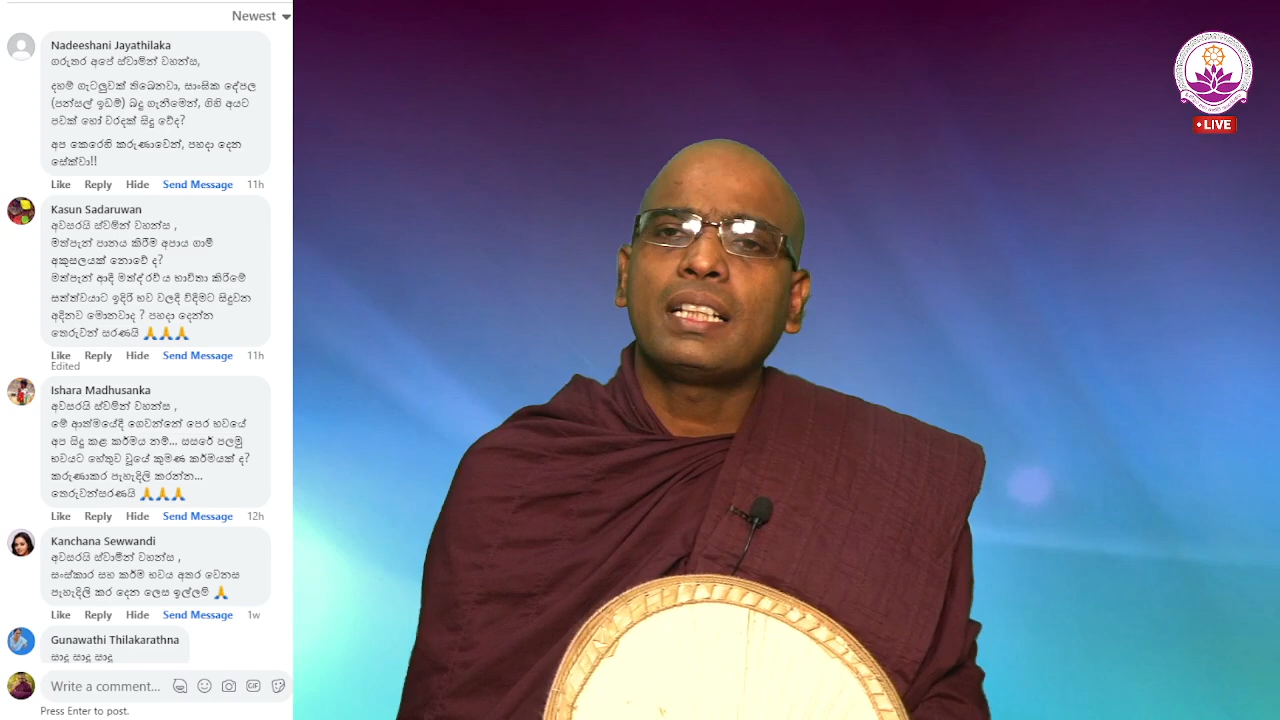 Newest
Nadeeshani Jayathilaka
ගරුතර අපේ ස්වාමින් වහන්ස,
දහම් ගැටලුවක් තිබෙනවා, සාංඝික දේපල
(පන්සල් ඉඩම්) බදු ගැනීමෙන්, ගිහි අයට
පවක් හෝ වරදක් සිදු වේද?
අප කෙරෙහි කරුණාවෙන්, පහදා දෙන
සේක්වා!!
Like Reply Hide Send Message 11h
Kasun Sadaruwan
අවසරයි ස්වමින් වහන්ස ,
මත්පැන් පානය කිරීම අපාය ගාමී
අකුසලයක් නොවේ ද?
මත්පැන් ආදී මත්ද්‍රව්‍ය භාවිතා කිරීමේ
සත්ත්වයාට ඉදිරි භව වලදී විදීමට සිදුවන
අදීනව මොනවාද ? පහදා දෙන්න
තෙරුවන් සරණයි 🙏🙏🙏
Like Reply Hide Send Message 11h
Edited
Ishara Madhusanka
අවසරයි ස්වමින් වහන්ස ,
මේ ආත්මයේදී ගෙවන්නේ පෙර භවයේ
අප සිදු කළ කර්මය නම්... සසරේ පලමු
භවයට හේතුව වූයේ කුමණ කර්මයක් ද?
කරුණාකර පැහැදිලි කරන්න...
තෙරුවන්සරණයි 🙏🙏🙏
Like Reply Hide Send Message 12h
Kanchana Sewwandi
අවසරයි ස්වාමීන් වහන්ස ,
සංස්කාර සහ කර්ම භවය අතර වෙනස
පැහැදිලි කර දෙන ලෙස ඉල්ලමි 🙏
Like Reply Hide Send Message 1w
Gunawathi Thilakarathna
සාදු සාදු සාදු
Write a comment...
GIF
Press Enter to post.
• LIVE